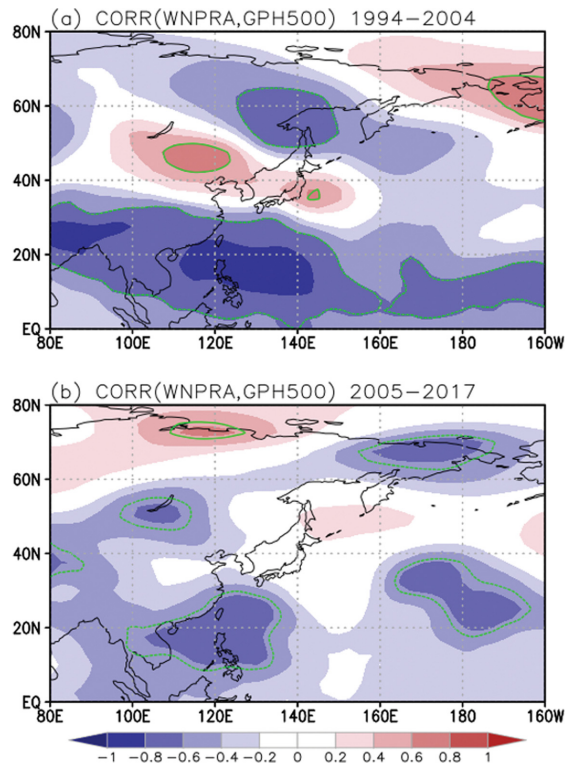 (a) CORR(WNPRA,GPH500) 1994−2004
80N
60N
40N
20N
EQ
80E 100E 120E 140E 160E 180 160W
(b) CORR(WNPRA,GPH500) 2005−2017
80N
60N
40N
20N
EQ
80E 100E 120E 140E 160E 180 160W
−1 −0.8 −0.6 −0.4 −0.2 0 0.2 0.4 0.6 0.8 1